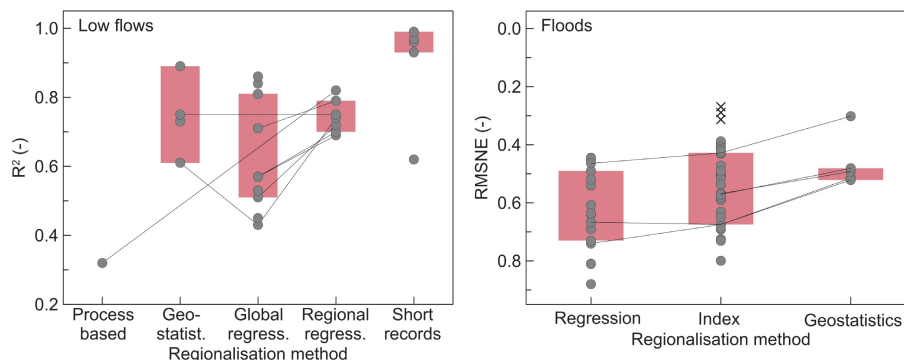 Low flows
R² (-)
1.0
0.8
0.6
0.4
0.2
Process based
Geo- statist.
Global regress.
Regional regress.
Short records
Regionalisation method
Floods
RMSNE (-)
0.0
0.2
0.4
0.6
0.8
Regression
Index
Geostatistics
Regionalisation method